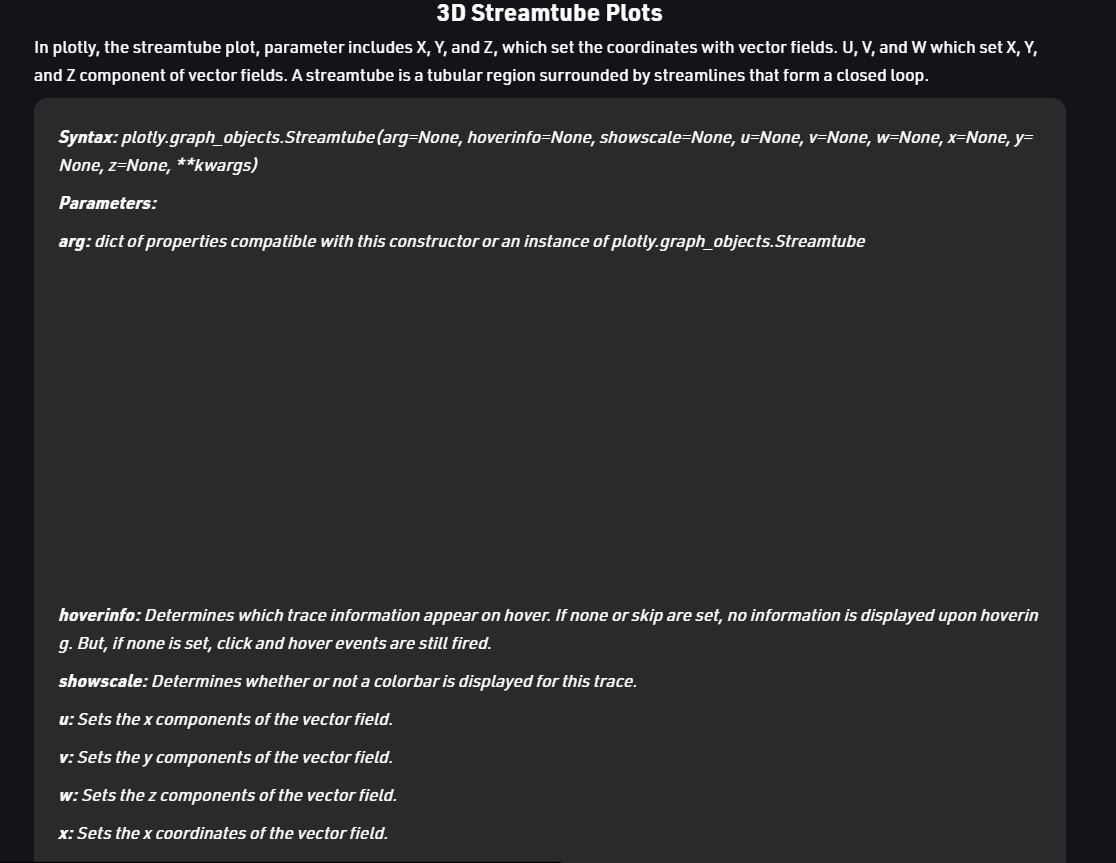 3D Streamtube Plots
In plotly, the streamtube plot, parameter includes X, Y, and Z, which set the coordinates with vector fields. U, V, and W which set X, Y,
and Z component of vector fields. A streamtube is a tubular region surrounded by streamlines that form a closed loop.
Syntax: plotly.graph_objects.Streamtube(arg=None, hoverinfo=None, showscale=None, u=None, v=None, w=None, x=None, y=
None, z=None, **kwargs)
Parameters:
arg: dict of properties compatible with this constructor or an instance of plotly.graph_objects.Streamtube
hoverinfo: Determines which trace information appear on hover. If none or skip are set, no information is displayed upon hoverin
g. But, if none is set, click and hover events are still fired.
showscale: Determines whether or not a colorbar is displayed for this trace.
u: Sets the x components of the vector field.
v: Sets the y components of the vector field.
w: Sets the z components of the vector field.
x: Sets the x coordinates of the vector field.